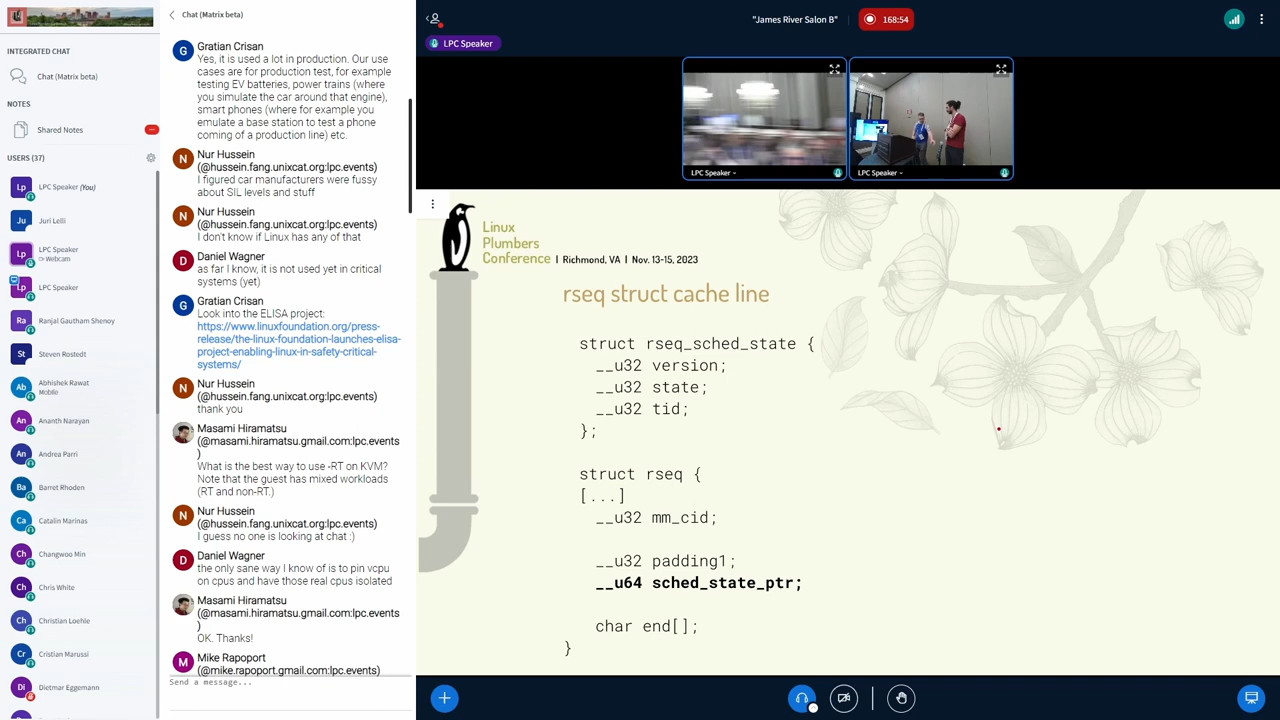 INTEGRATED CHAT
Chat (Matrix beta)
NOTES
Shared Notes
USERS (37)
Lp
LPC Speaker (You)
Ju
Juri Lelli
Lp
LPC Speaker
Webcam
Lp
LPC Speaker
Ra
Ranjal Gautham Shenoy
St
Steven Rostedt
Ab
Abhishek Rawat
Mobile
An
Ananth Narayan
An
Andrea Parri
Ba
Barret Rhoden
Ca
Catalin Marinas
Ch
Changwoo Min
Ch
Chris White
Ch
Christian Loehle
Cr
Cristian Marussi
Di
Dietmar Eggemann
Chat (Matrix beta)
G
Gratian Crisan
Yes, it is used a lot in production. Our use
cases are for production test, for example
testing EV batteries, power trains (where
you simulate the car around that engine),
smart phones (where for example you
emulate a base station to test a phone
coming of a production line) etc.
N
Nur Hussein
(@hussein.fang.unixcat.org:lpc.events)
I figured car manufacturers were fussy
about SIL levels and stuff
N
Nur Hussein
(@hussein.fang.unixcat.org:lpc.events)
I don't know if Linux has any of that
D
Daniel Wagner
as far I know, it is not used yet in critical
systems (yet)
G
Gratian Crisan
Look into the ELISA project:
https://www.linuxfoundation.org/press-
release/the-linux-foundation-launches-elisa-
project-enabling-linux-in-safety-critical-
systems/
N
Nur Hussein
(@hussein.fang.unixcat.org:lpc.events)
thank you
Masami Hiramatsu
(@masami.hiramatsu.gmail.com:lpc.events
)
What is the best way to use -RT on KVM?
Note that the guest has mixed workloads
(RT and non-RT.)
N
Nur Hussein
(@hussein.fang.unixcat.org:lpc.events)
I guess no one is looking at chat :)
D
Daniel Wagner
the only sane way I know of is to pin vcpu
on cpus and have those real cpus isolated
Masami Hiramatsu
(@masami.hiramatsu.gmail.com:lpc.events
)
OK. Thanks!
M
Mike Rapoport
(@mike.rapoport.gmail.com:lpc.events)
Send a message...
"James River Salon B"
168:54
LPC Speaker
LPC Speaker
LPC Speaker
Linux
Plumbers
Conference | Richmond, VA | Nov. 13-15, 2023
rseq struct cache line
struct rseq_sched_state {
__u32 version;
__u32 state;
__u32 tid;
};
struct rseq {
[...]
__u32 mm_cid;
__u32 padding1;
__u64 sched_state_ptr;
char end[];
}